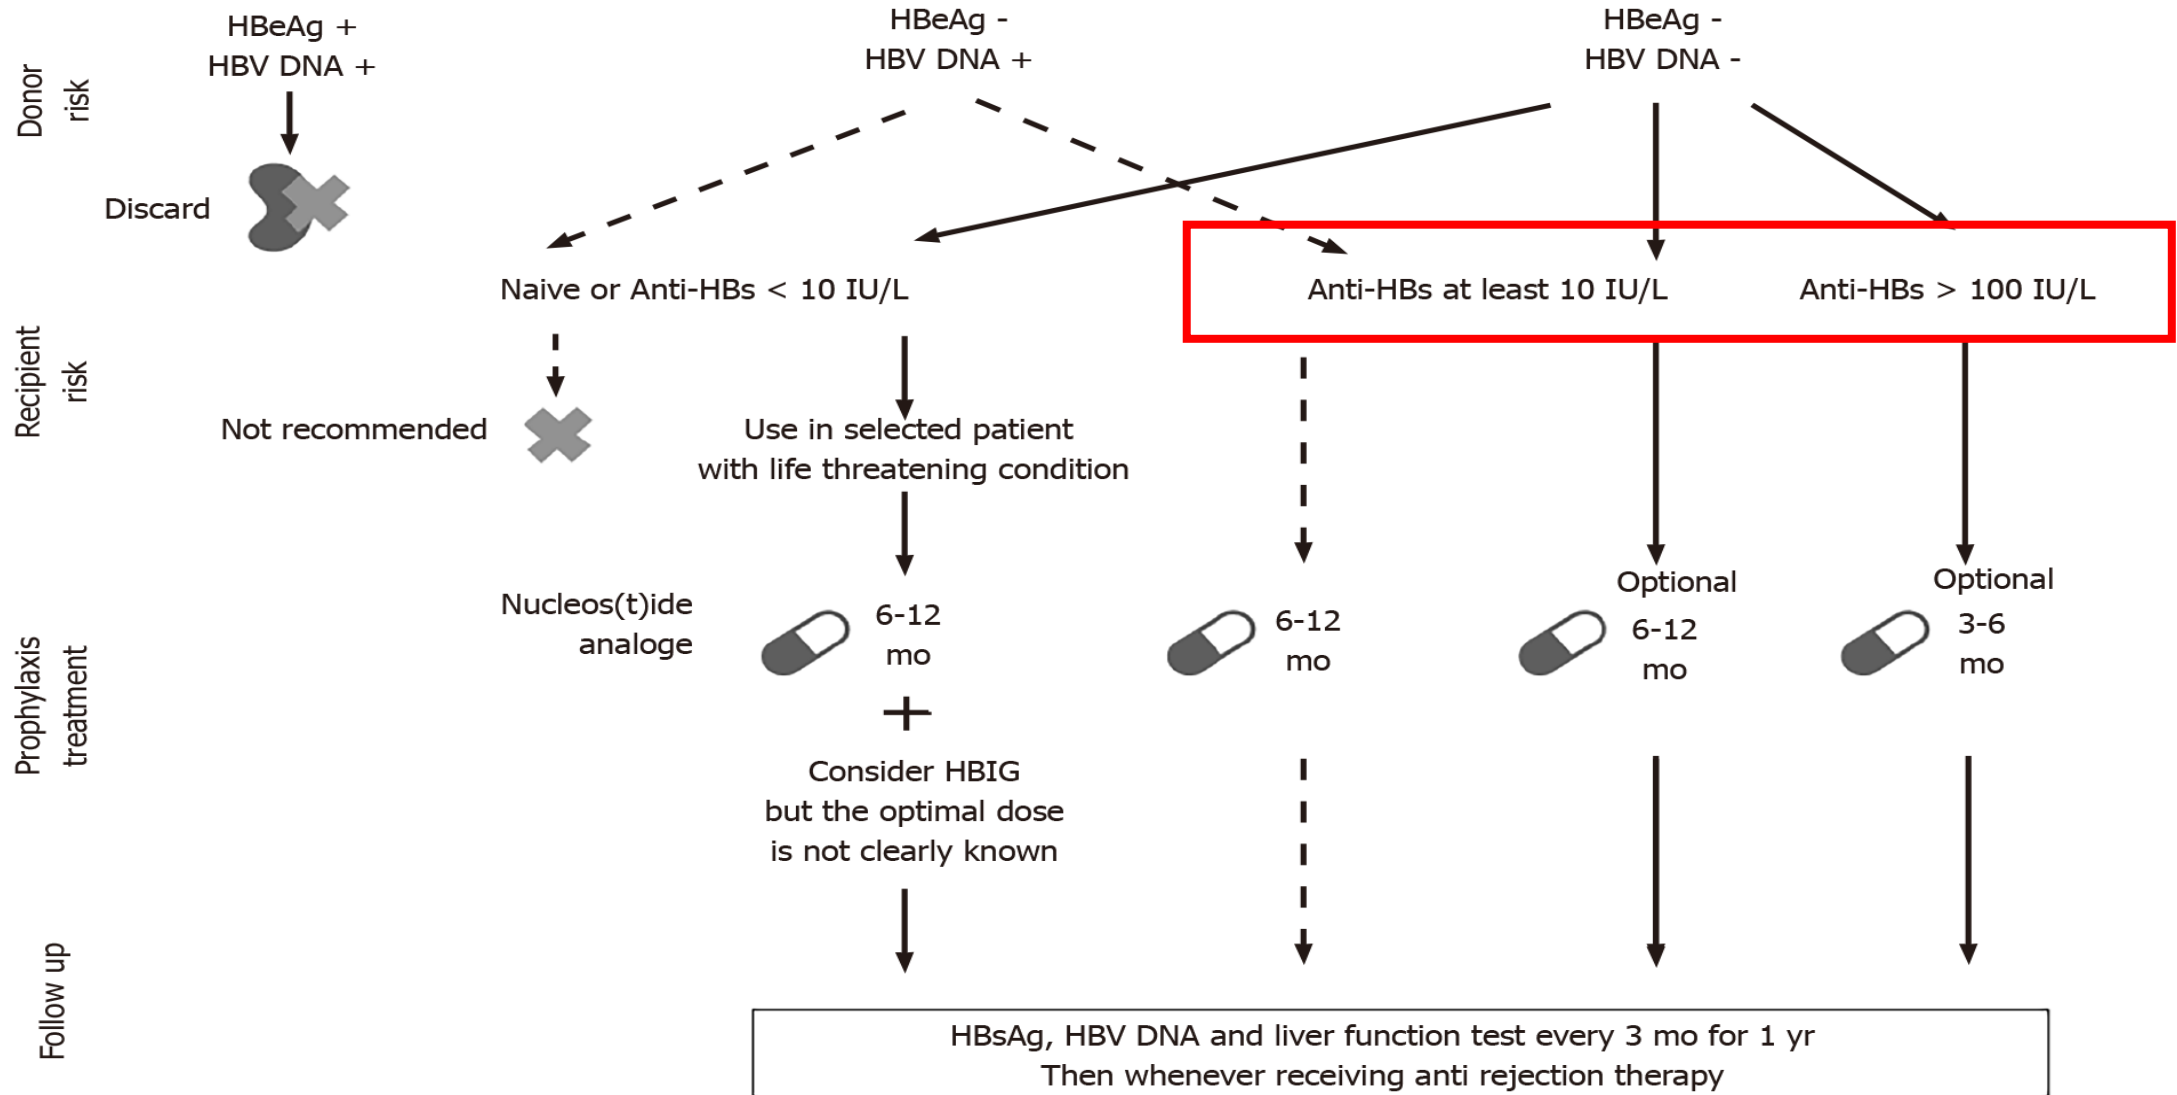 HBeAg +
HBV DNA +
HBeAg -
HBV DNA +
HBeAg -
HBV DNA -
Donor
risk
Discard
Naive or Anti-HBs < 10 IU/L
Anti-HBs at least 10 IU/L
Anti-HBs > 100 IU/L
Recipient
risk
Not recommended
Use in selected patient
with life threatening condition
Prophylaxis
treatment
Nucleos(t)ide
analoge
6-12
mo
6-12
mo
Optional
6-12
mo
Optional
3-6
mo
Consider HBIG
but the optimal dose
is not clearly known
Follow up
HBsAg, HBV DNA and liver function test every 3 mo for 1 yr
Then whenever receiving anti rejection therapy